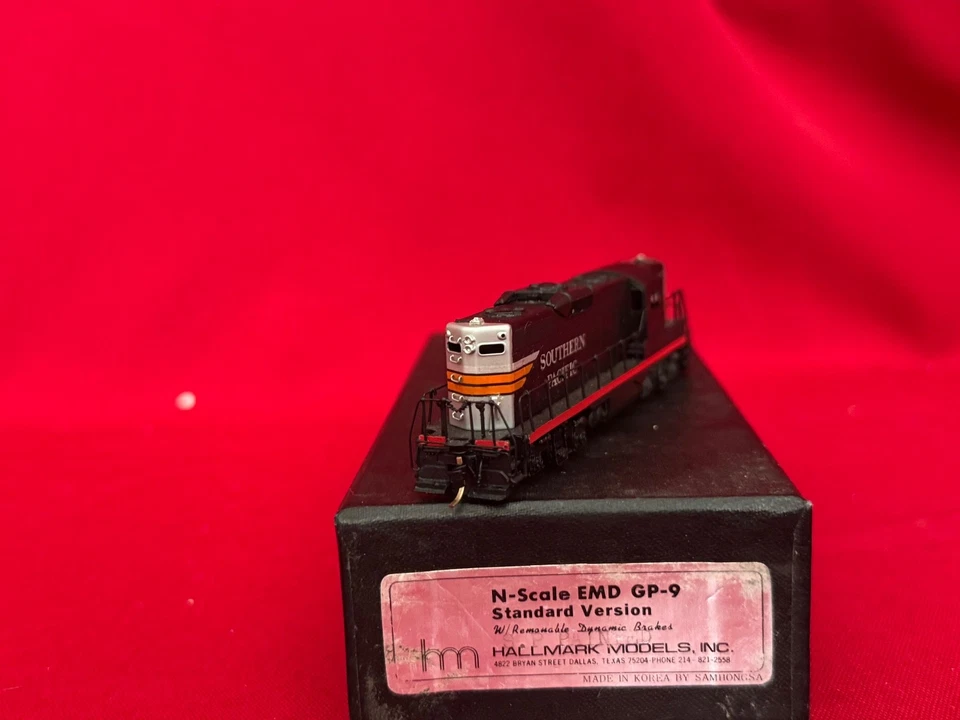 SOUTHERN
PACIFIC
N-Scale EMD GP-9
Standard Version
W/Removable Dynamic Brakes
hm HALLMARK MODELS, INC.
4822 BRYAN STREET DALLAS, TEXAS 75204-PHONE 214-821-2558
MADE IN KOREA BY SAMHONGSA